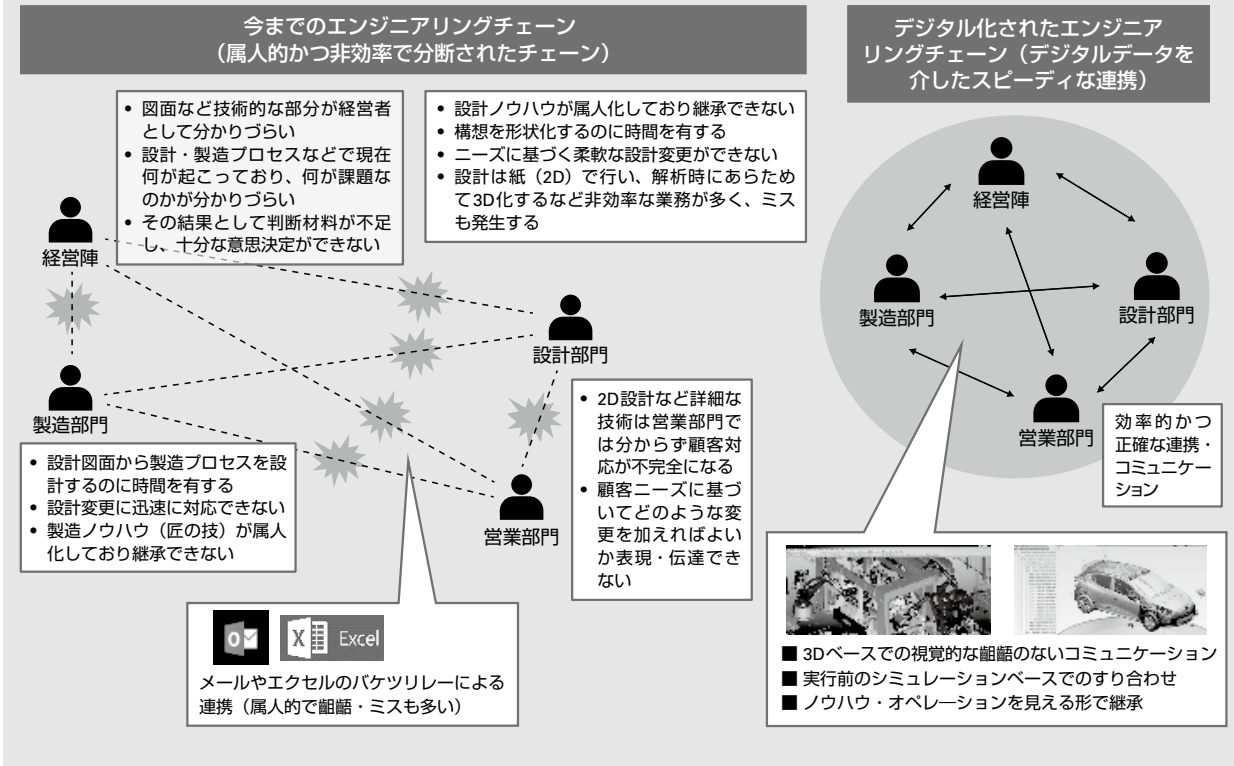 今までのエンジニアリングチェーン
（属人的かつ非効率で分断されたチェーン）
• 図面など技術的な部分が経営者
として分かりづらい
• 設計・製造プロセスなどで現在
何が起こっており、何が課題な
のかが分かりづらい
• その結果として判断材料が不足
し、十分な意思決定ができない
• 設計ノウハウが属人化しており継承できない
• 構想を形状化するのに時間を有する
• ニーズに基づく柔軟な設計変更ができない
• 設計は紙（2D）で行い、解析時にあらため
て3D化するなど非効率な業務が多く、ミス
も発生する
経営陣
設計部門
製造部門
• 設計図面から製造プロセスを設
計するのに時間を有する
• 設計変更に迅速に対応できない
• 製造ノウハウ（匠の技）が属人
化しており継承できない
営業部門
• 2D設計など詳細な
技術は営業部門で
は分からず顧客対
応が不完全になる
• 顧客ニーズに基づ
いてどのような変
更を加えればよい
か表現・伝達でき
ない
Excel
メールやエクセルのバケツリレーによる
連携（属人的で齟齬・ミスも多い）
デジタル化されたエンジニア
リングチェーン（デジタルデータを
介したスピーディな連携）
経営陣
製造部門
設計部門
営業部門
効率的かつ
正確な連携・
コミュニケー
ション
■ 3Dベースでの視覚的な齟齬のないコミュニケーション
■ 実行前のシミュレーションベースでのすり合わせ
■ ノウハウ・オペレーションを見える形で継承